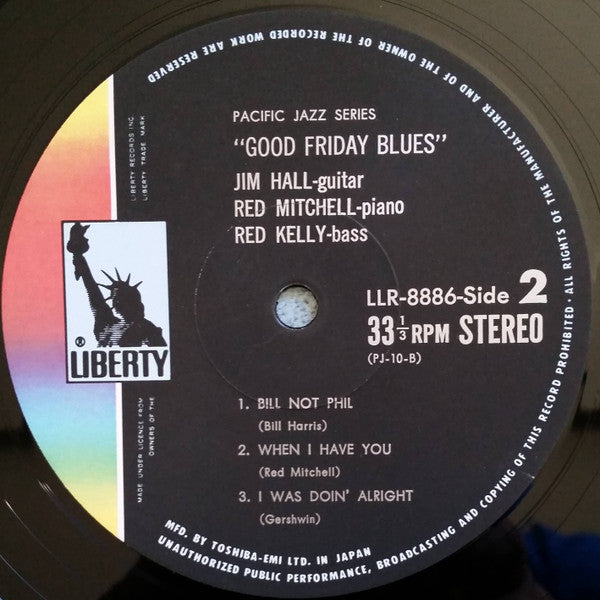 PACIFIC JAZZ SERIES
"GOOD FRIDAY BLUES"
JIM HALL-guitar
RED MITCHELL-piano
RED KELLY-bass
LLR-8886-Side 2
33 1/3 RPM STEREO
(PJ-10-B)
1. BILL NOT PHIL
(Bill Harris)
2. WHEN I HAVE YOU
(Red Mitchell)
3. I WAS DOIN' ALRIGHT
(Gershwin)
LIBERTY RECORDS INC.
LIBERTY TRADE MARK
® LIBERTY
MADE UNDER LICENCE FROM
OWNERS OF THE
MFD. BY TOSHIBA-EMI LTD. IN JAPAN
ALL RIGHTS OF THE MANUFACTURER AND OF THE OWNER OF THE RECORDED WORK ARE RESERVED
UNAUTHORIZED PUBLIC PERFORMANCE, BROADCASTING AND COPYING OF THIS RECORD PROHIBITED •